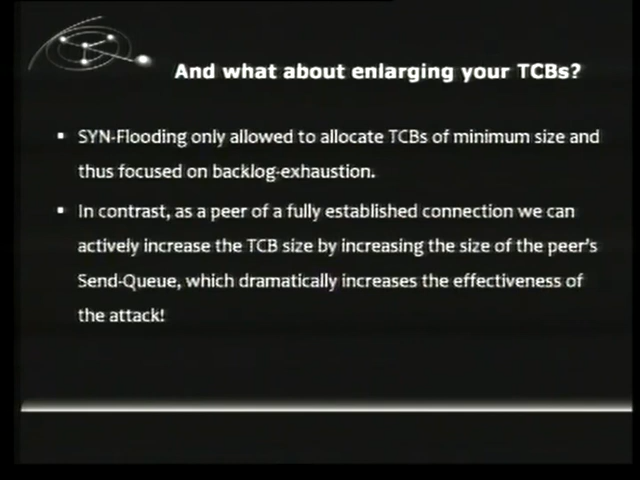 And what about enlarging your TCBs?
▪ SYN-Flooding only allowed to allocate TCBs of minimum size and
thus focused on backlog-exhaustion.
▪ In contrast, as a peer of a fully established connection we can
actively increase the TCB size by increasing the size of the peer's
Send-Queue, which dramatically increases the effectiveness of
the attack!